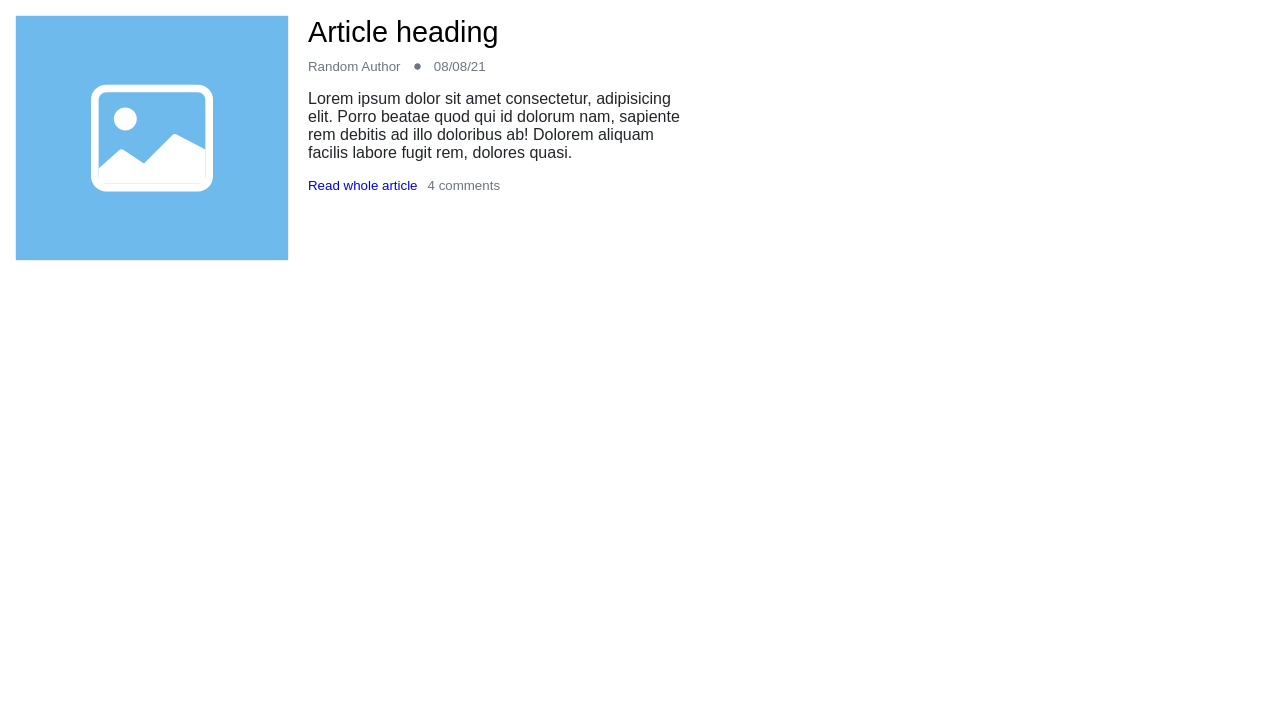 Article heading
Random Author ● 08/08/21
Lorem ipsum dolor sit amet consectetur, adipisicing
elit. Porro beatae quod qui id dolorum nam, sapiente
rem debitis ad illo doloribus ab! Dolorem aliquam
facilis labore fugit rem, dolores quasi.
Read whole article 4 comments